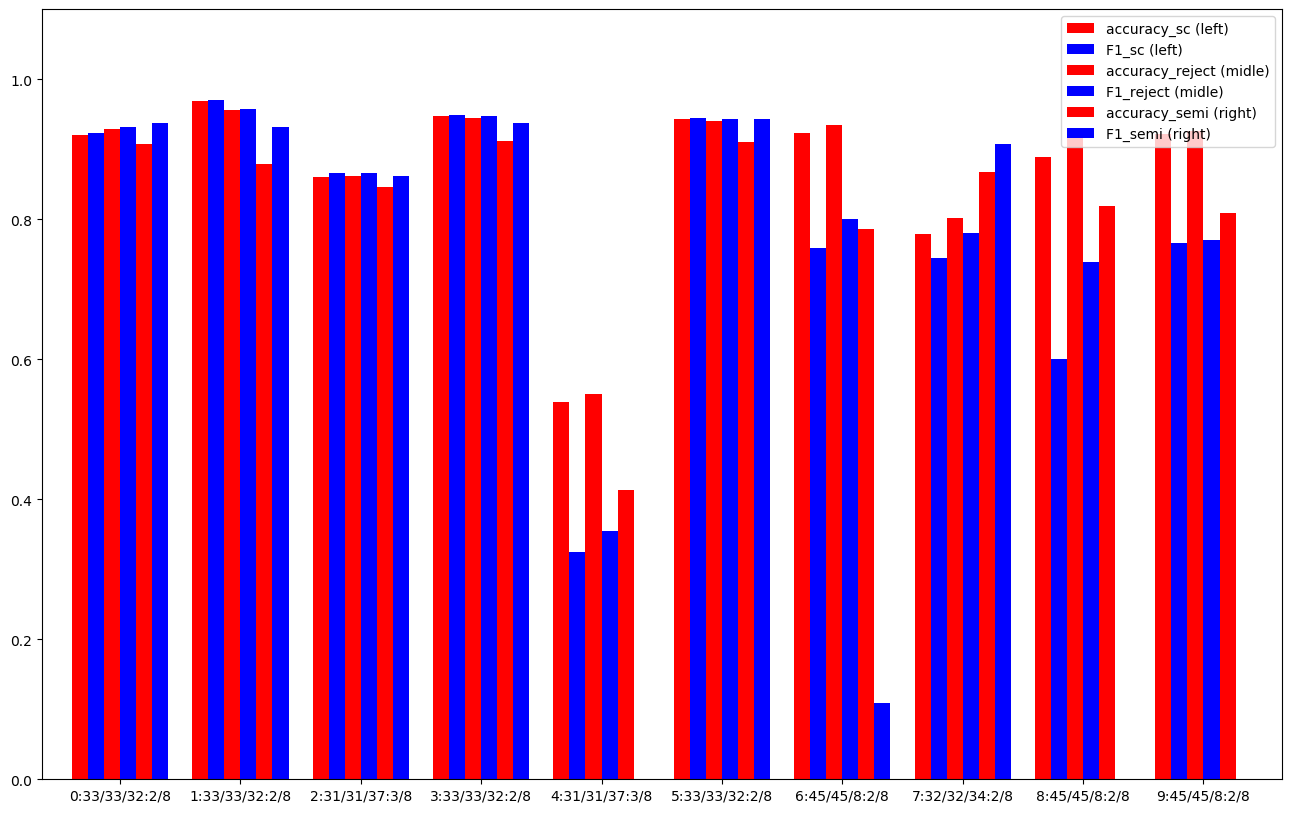 accuracy_sc (left)
F1_sc (left)
accuracy_reject (midle)
F1_reject (midle)
accuracy_semi (right)
F1_semi (right)
1.0
0.8
0.6
0.4
0.2
0.0
0:33/33/32:2/8 1:33/33/32:2/8 2:31/31/37:3/8 3:33/33/32:2/8 4:31/31/37:3/8 5:33/33/32:2/8 6:45/45/8:2/8 7:32/32/34:2/8 8:45/45/8:2/8 9:45/45/8:2/8